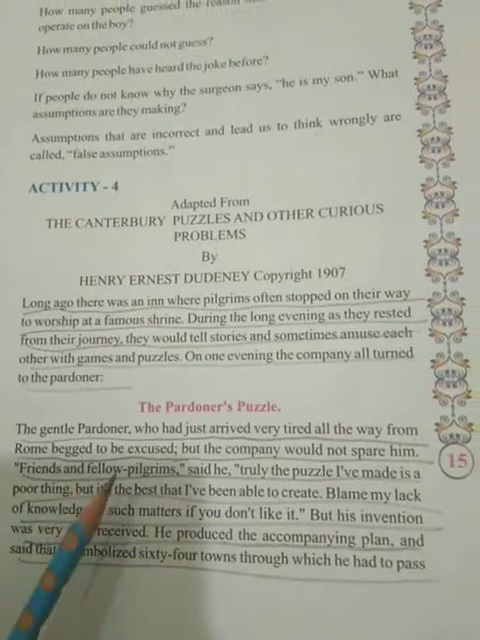 How many people guessed the reason
operate on the boy?
How many people could not guess?
How many people have heard the joke before?
If people do not know why the surgeon says, "he is my son." What
assumptions are they making?
Assumptions that are incorrect and lead us to think wrongly are
called, "false assumptions."
ACTIVITY - 4
Adapted From
THE CANTERBURY PUZZLES AND OTHER CURIOUS
PROBLEMS
By
HENRY ERNEST DUDENEY Copyright 1907
Long ago there was an inn where pilgrims often stopped on their way
to worship at a famous shrine. During the long evening as they rested
from their journey, they would tell stories and sometimes amuse each
other with games and puzzles. On one evening the company all turned
to the pardoner:
The Pardoner's Puzzle.
The gentle Pardoner, who had just arrived very tired all the way from
Rome begged to be excused; but the company would not spare him.
"Friends and fellow-pilgrims," said he, "truly the puzzle I've made is a
poor thing, but it's the best that I've been able to create. Blame my lack
of knowledg such matters if you don't like it." But his invention
was very received. He produced the accompanying plan, and
said that mbolized sixty-four towns through which he had to pass
15